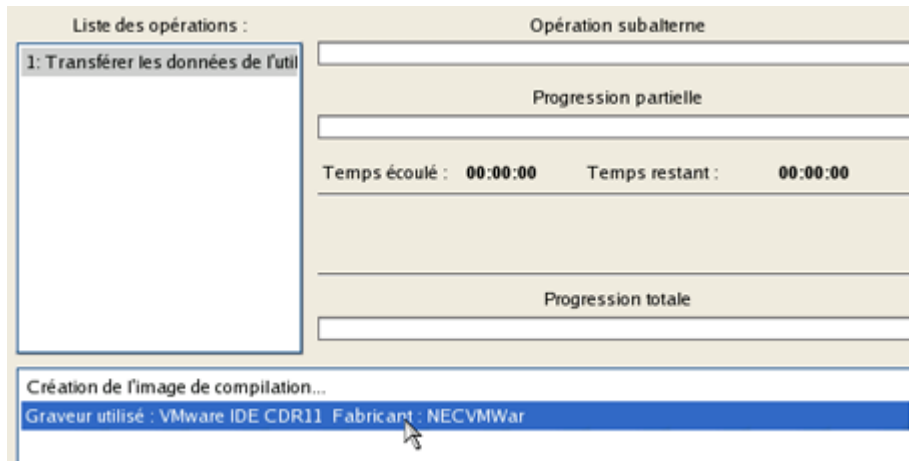 Liste des opérations :
1: Transférer les données de l'util
Opération subalterne
Progression partielle
Temps écoulé : 00:00:00 Temps restant : 00:00:00
Progression totale
Création de l'image de compilation...
Graveur utilisé : VMware IDE CDR11 Fabricant : NECVMWar